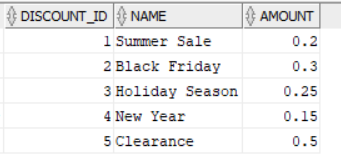 DISCOUNT_ID NAME AMOUNT
1 Summer Sale 0.2
2 Black Friday 0.3
3 Holiday Season 0.25
4 New Year 0.15
5 Clearance 0.5